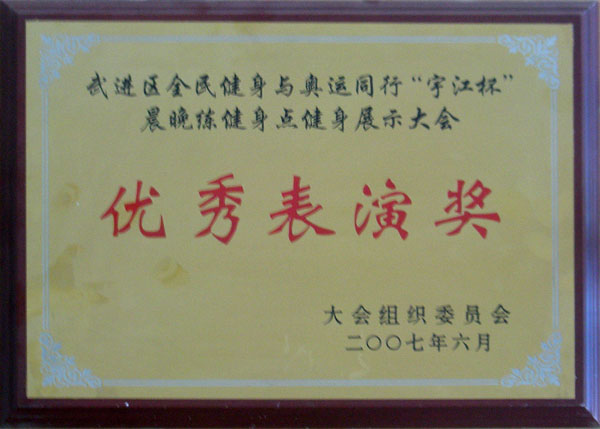 武进区全民健身与奥运同行“宇江杯”
晨晚练健身点健身展示大会
优秀表演奖
大会组织委员会
二〇〇七年六月